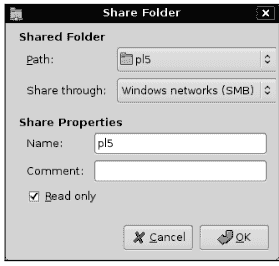 Share Folder
Shared Folder
Path: pl5
Share through: Windows networks (SMB)
Share Properties
Name: pl5
Comment:
Read only
Cancel OK